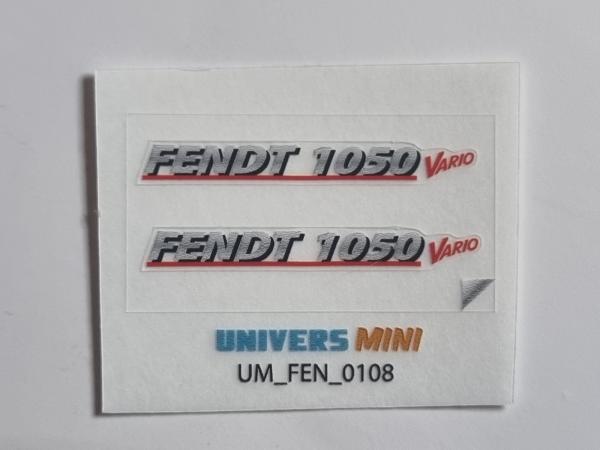 FENDT 1050 VARIO
FENDT 1050 VARIO
UNIVERS MINI
UM_FEN_0108